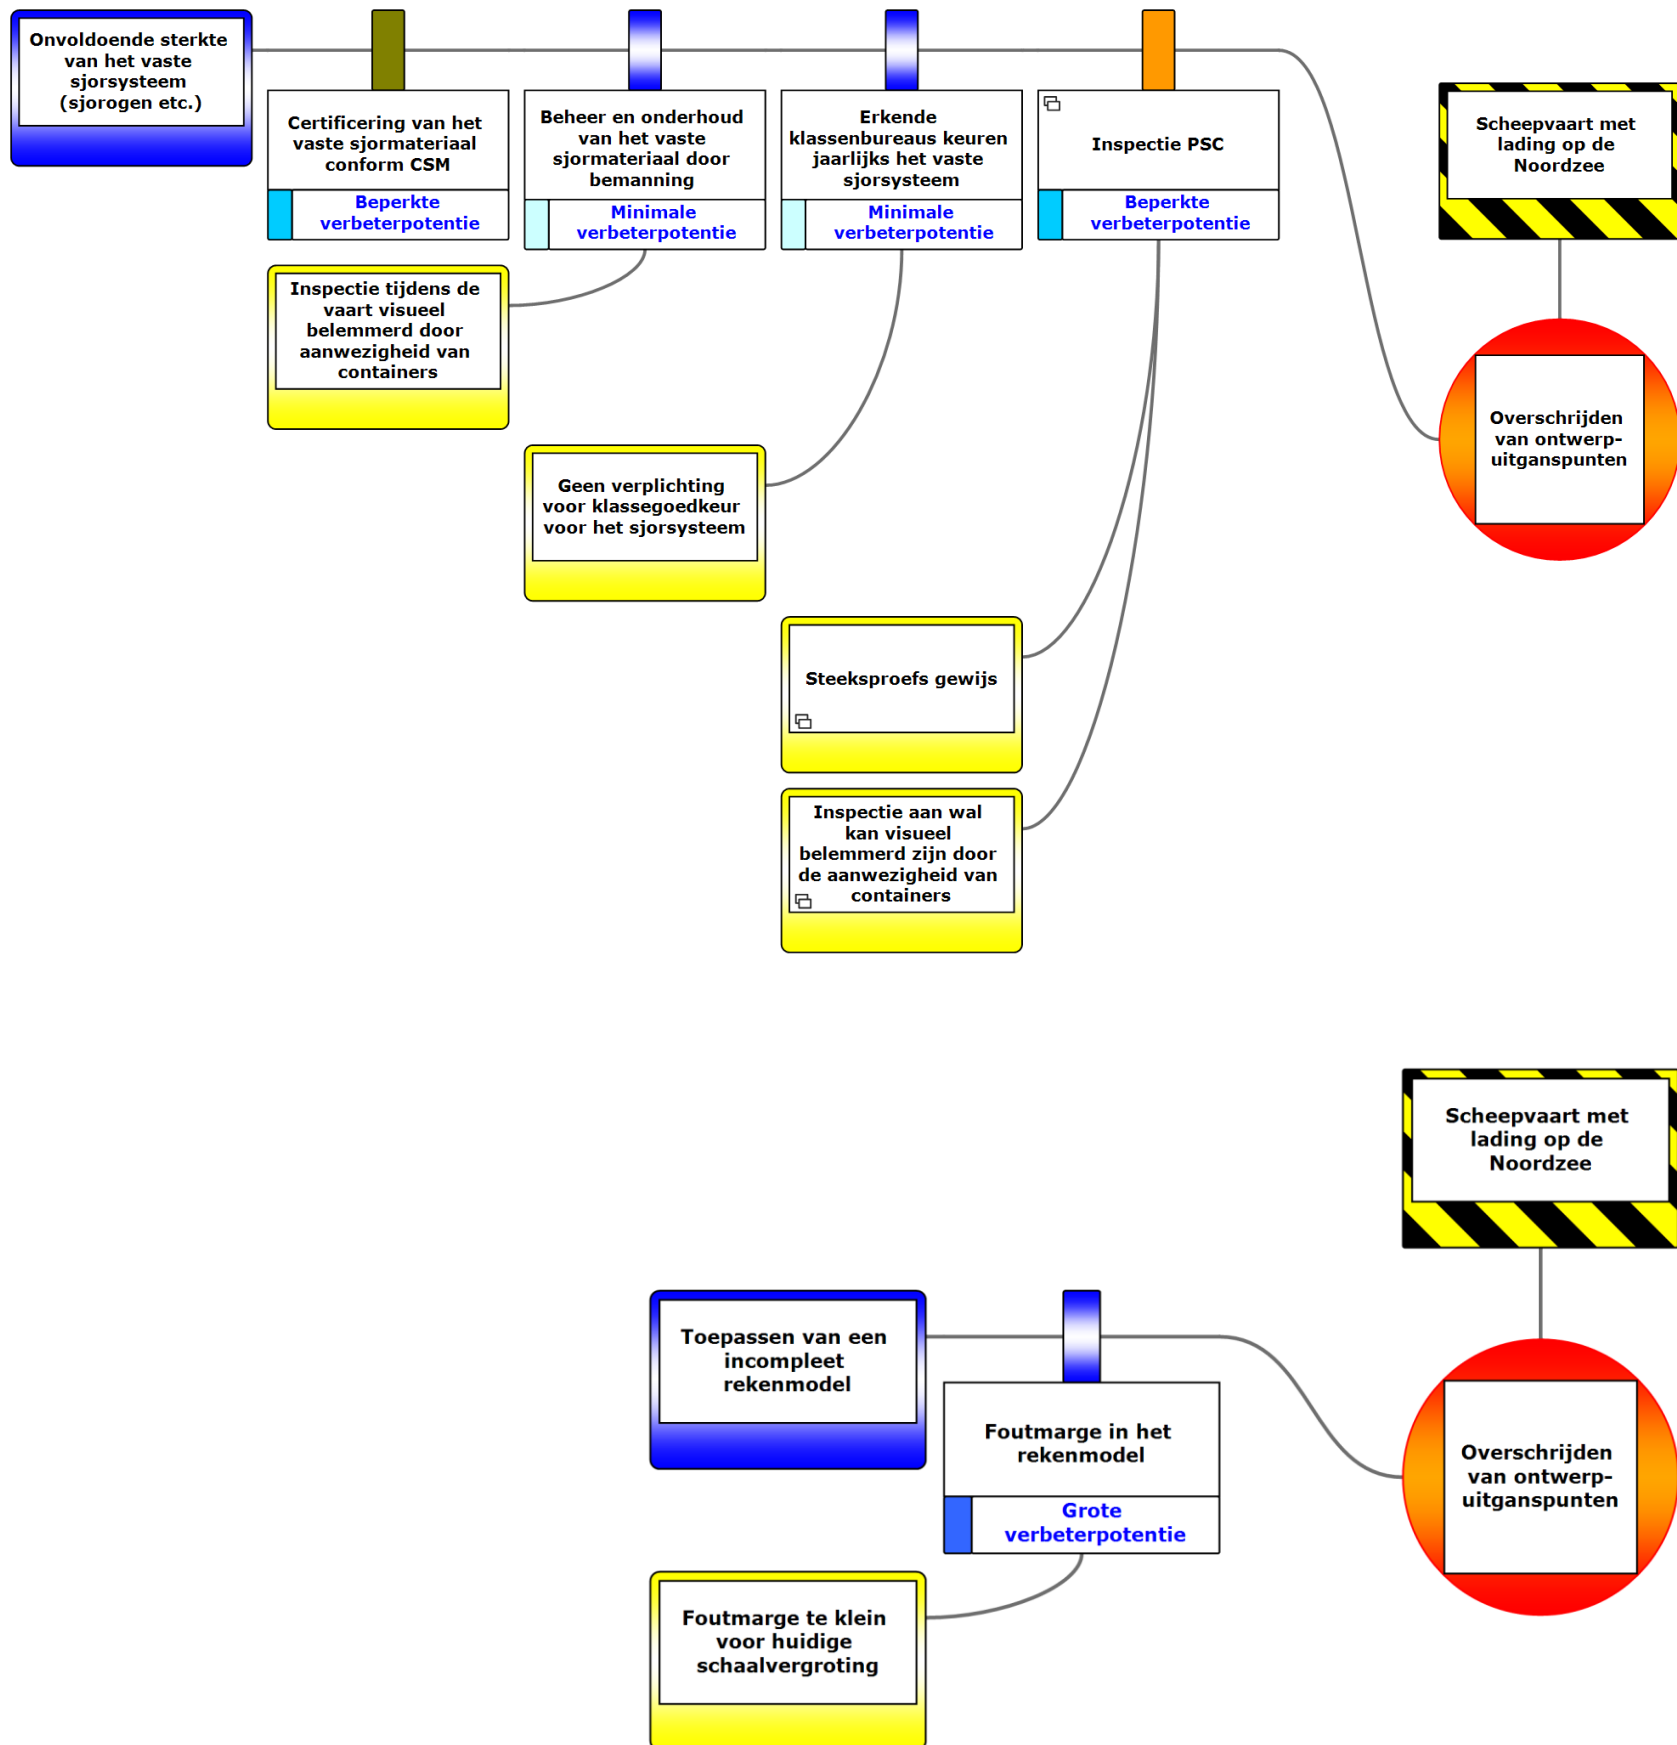 Onvoldoende sterkte
van het vaste
sjorsysteem
(sjorogen etc.)
Certificering van het
vaste sjormateriaal
conform CSM
Beperkte
verbeterpotentie
Beheer en onderhoud
van het vaste
sjormateriaal door
bemanning
Minimale
verbeterpotentie
Erkende
klassenbureaus keuren
jaarlijks het vaste
sjorsysteem
Minimale
verbeterpotentie
Inspectie PSC
Beperkte
verbeterpotentie
Scheepvaart met
lading op de
Noordzee
Overschrijden
van ontwerp-
uitganspunten
Inspectie tijdens de
vaart visueel
belemmerd door
aanwezigheid van
containers
Geen verplichting
voor klassegoedkeur
voor het sjorsysteem
Steeksproefs gewijs
Inspectie aan wal
kan visueel
belemmerd zijn door
de aanwezigheid van
containers
Scheepvaart met
lading op de
Noordzee
Toepassen van een
incompleet
rekenmodel
Foutmarge in het
rekenmodel
Grote
verbeterpotentie
Overschrijden
van ontwerp-
uitganspunten
Foutmarge te klein
voor huidige
schaalvergroting